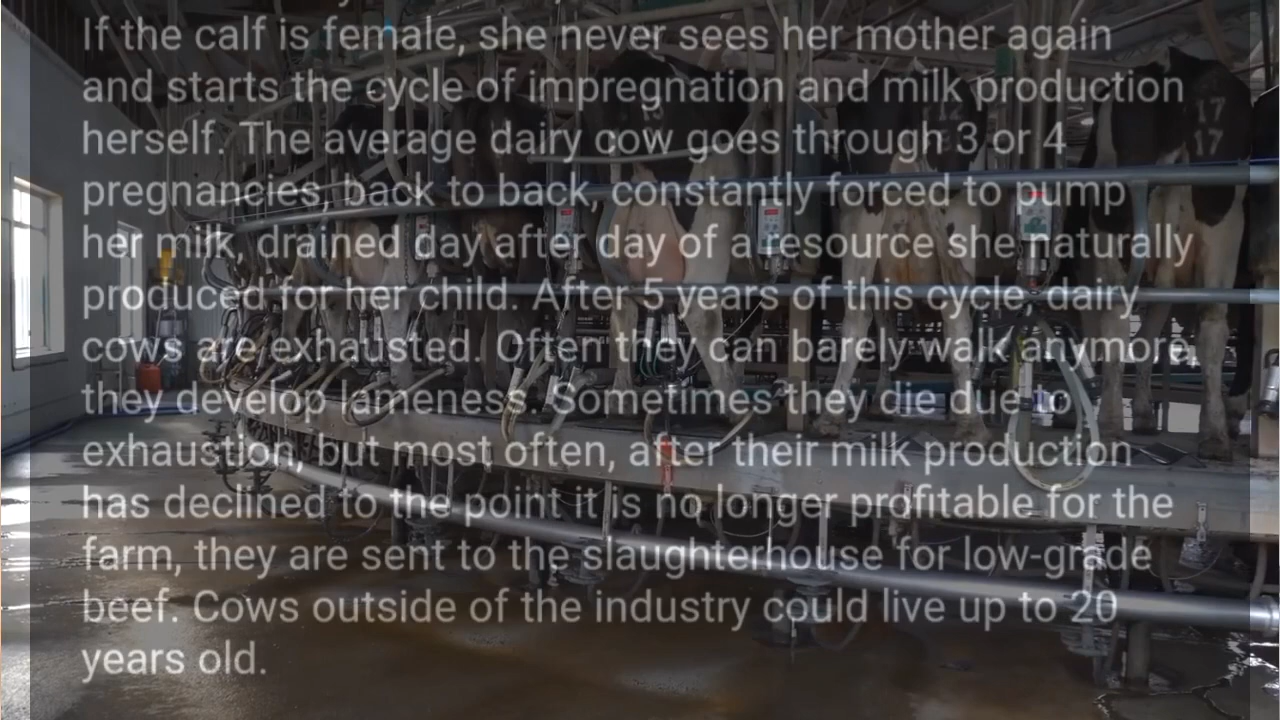 If the calf is female, she never sees her mother again
and starts the cycle of impregnation and milk production
herself. The average dairy cow goes through 3 or 4
pregnancies, back to back, constantly forced to pump
her milk, drained day after day of a resource she naturally
produced for her child. After 5 years of this cycle, dairy
cows are exhausted. Often they can barely walk anymore,
they develop lameness. Sometimes they die due to
exhaustion, but most often, after their milk production
has declined to the point it is no longer profitable for the
farm, they are sent to the slaughterhouse for low-grade
beef. Cows outside of the industry could live up to 20
years old.
17
17